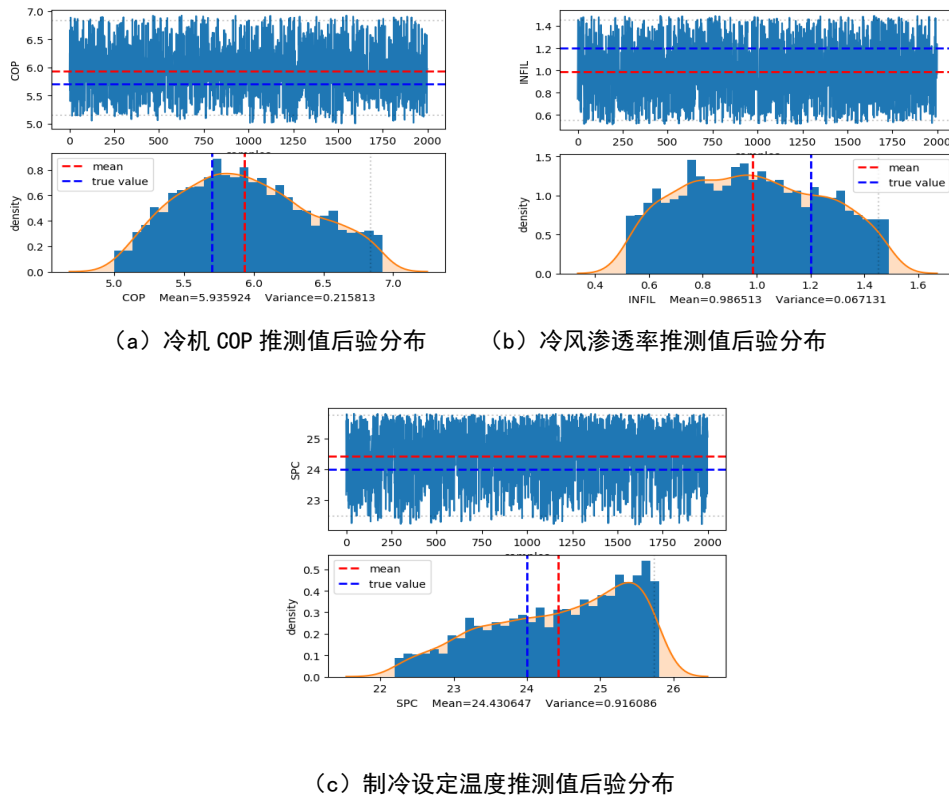 7.0
6.5
6.0
5.5
5.0
COP
0 250 500 750 1000 1250 1500 1750 2000
0.8
0.6
0.4
0.2
0.0
density
mean
true value
5.0 5.5 6.0 6.5 7.0
COP Mean=5.935924 Variance=0.215813
(a)冷机 COP 推测值后验分布
1.4
1.2
1.0
0.8
0.6
INFIL
0 250 500 750 1000 1250 1500 1750 2000
1.5
1.0
0.5
0.0
density
mean
true value
0.4 0.6 0.8 1.0 1.2 1.4 1.6
INFIL Mean=0.986513 Variance=0.067131
(b)冷风渗透率推测值后验分布
25
24
23
SPC
0 250 500 750 1000 1250 1500 1750 2000
0.5
0.4
0.3
0.2
0.1
0.0
density
mean
true value
22 23 24 25 26
SPC Mean=24.430647 Variance=0.916086
(c)制冷设定温度推测值后验分布